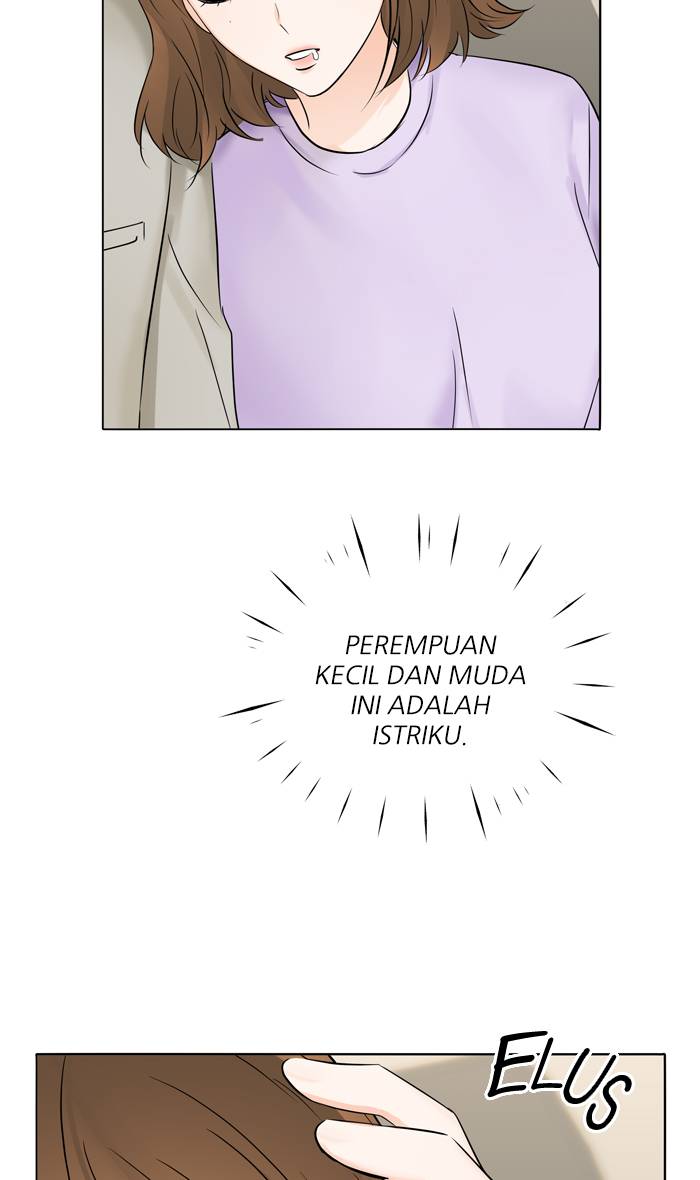 PEREMPUAN
KECIL DAN MUDA
INI ADALAH
ISTRIKU.
ELUS